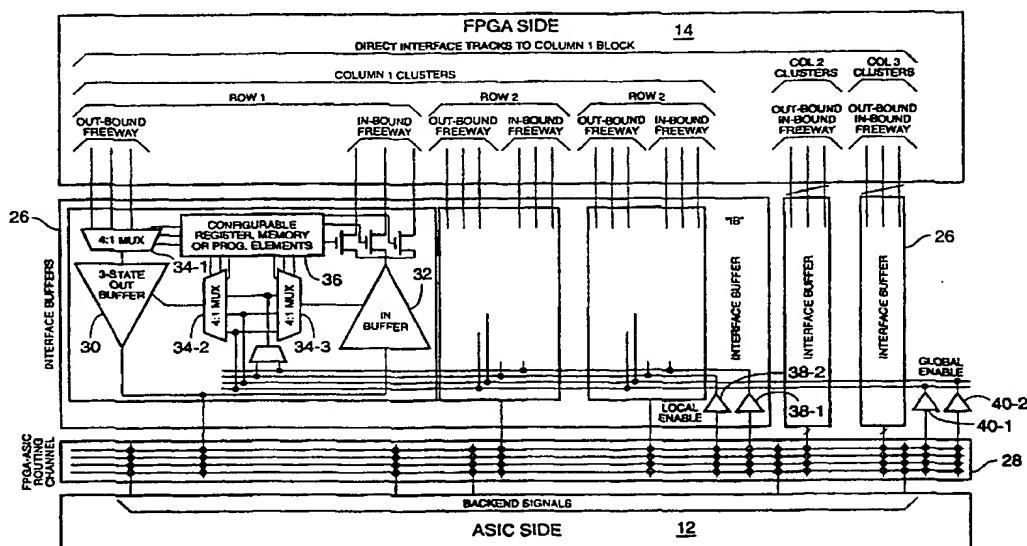 FPGA SIDE 14
DIRECT INTERFACE TRACKS TO COLUMN 1 BLOCK
COLUMN 1 CLUSTERS
COL 2 CLUSTERS
COL 3 CLUSTERS
ROW 1
ROW 2
ROW 2
OUT-BOUND FREEWAY
IN-BOUND FREEWAY
OUT-BOUND FREEWAY
IN-BOUND FREEWAY
OUT-BOUND FREEWAY
IN-BOUND FREEWAY
OUT-BOUND IN-BOUND FREEWAY
OUT-BOUND IN-BOUND FREEWAY
26
INTERFACE BUFFERS
4:1 MUX
34-1
CONFIGURABLE REGISTER, MEMORY OR PROG. ELEMENTS
36
3-STATE OUT BUFFER
30
4:1 MUX
34-2
4:1 MUX
34-3
32
IN BUFFER
"IB"
INTERFACE BUFFER
INTERFACE BUFFER
INTERFACE BUFFER
26
LOCAL ENABLE
38-2
38-1
GLOBAL ENABLE
40-2
40-1
FPGA-ASIC ROUTING CHANNEL
28
BACKEND SIGNALS
ASIC SIDE 12